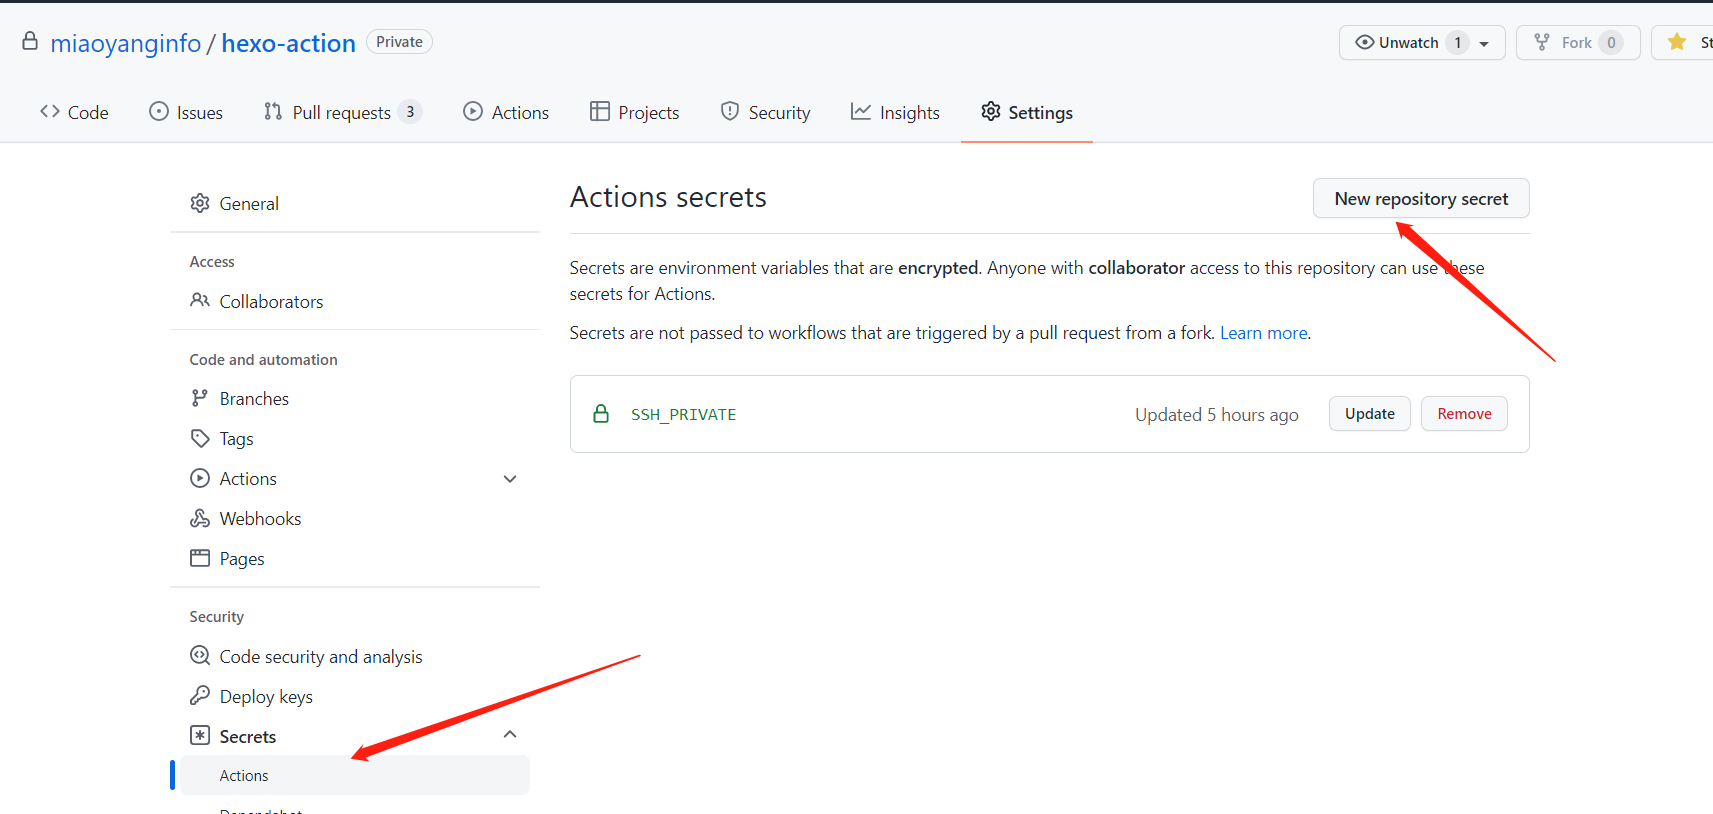 miaoyanginfo / hexo-action Private
Unwatch 1
Fork 0
St
Code
Issues
Pull requests 3
Actions
Projects
Security
Insights
Settings
General
Access
Collaborators
Code and automation
Branches
Tags
Actions
Webhooks
Pages
Security
Code security and analysis
Deploy keys
Secrets
Actions
Dependabot
Actions secrets
New repository secret
Secrets are environment variables that are encrypted. Anyone with collaborator access to this repository can use these
secrets for Actions.
Secrets are not passed to workflows that are triggered by a pull request from a fork. Learn more.
SSH_PRIVATE
Updated 5 hours ago
Update
Remove